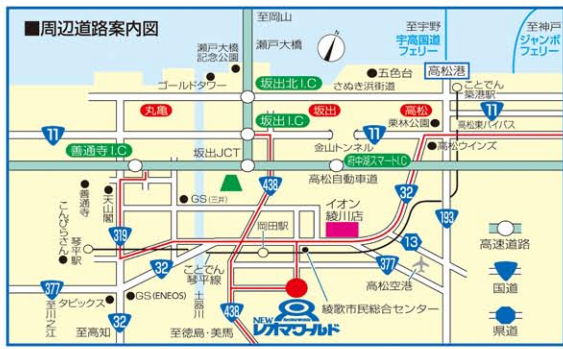 ■周辺道路案内図
至岡山
瀬戸大橋
瀬戸大橋
記念公園
ゴールドタワー
至宇野
宇高国道
フェリー
至神戸
ジャンボ
フェリー
高松港
五色台
さぬき浜街道
ことでん
築港駅
坂出北I.C
丸亀
坂出
高松
11
栗林公園
高松東バイパス
11
坂出I.C
11
善通寺I.C
坂出JCT
金山トンネル
高松ウインズ
府中湖スマートI.C
高松自動車道
438
32
193
善通寺
天山閣
GS(三井)
イオン
綾川店
岡田駅
319
こんぴらさん
琴平駅
32
ことでん
琴平線
13
377
高松空港
高速道路
国道
県道
377
タピックス
GS(ENEOS)
土器川
438
綾歌市民総合センター
至川之江
至高知
32
至徳島・美馬
NEW
レオマワールド